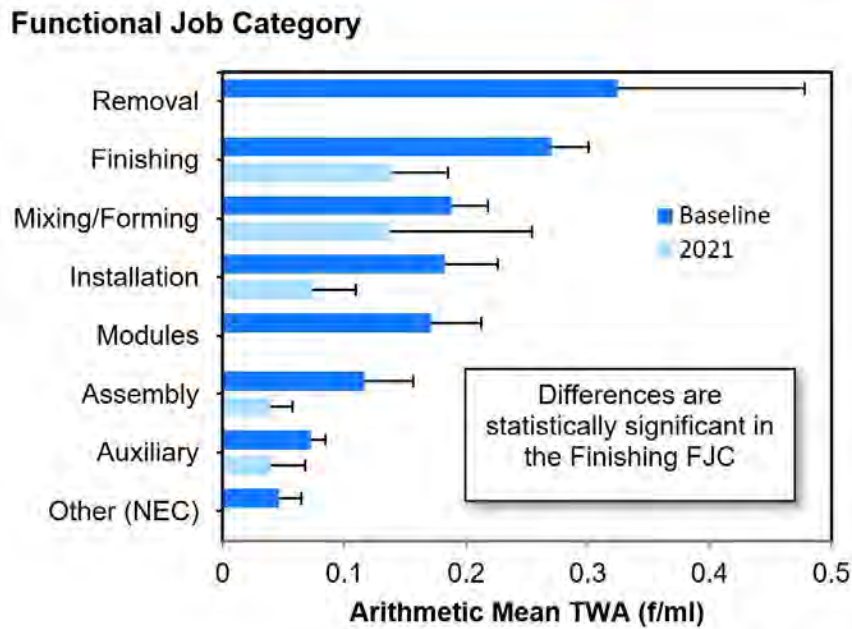 Functional Job Category
Removal
Finishing
Mixing/Forming
Installation
Modules
Assembly
Auxiliary
Other (NEC)
Baseline
2021
Differences are
statistically significant in
the Finishing FJC
0 0.1 0.2 0.3 0.4 0.5
Arithmetic Mean TWA (f/ml)